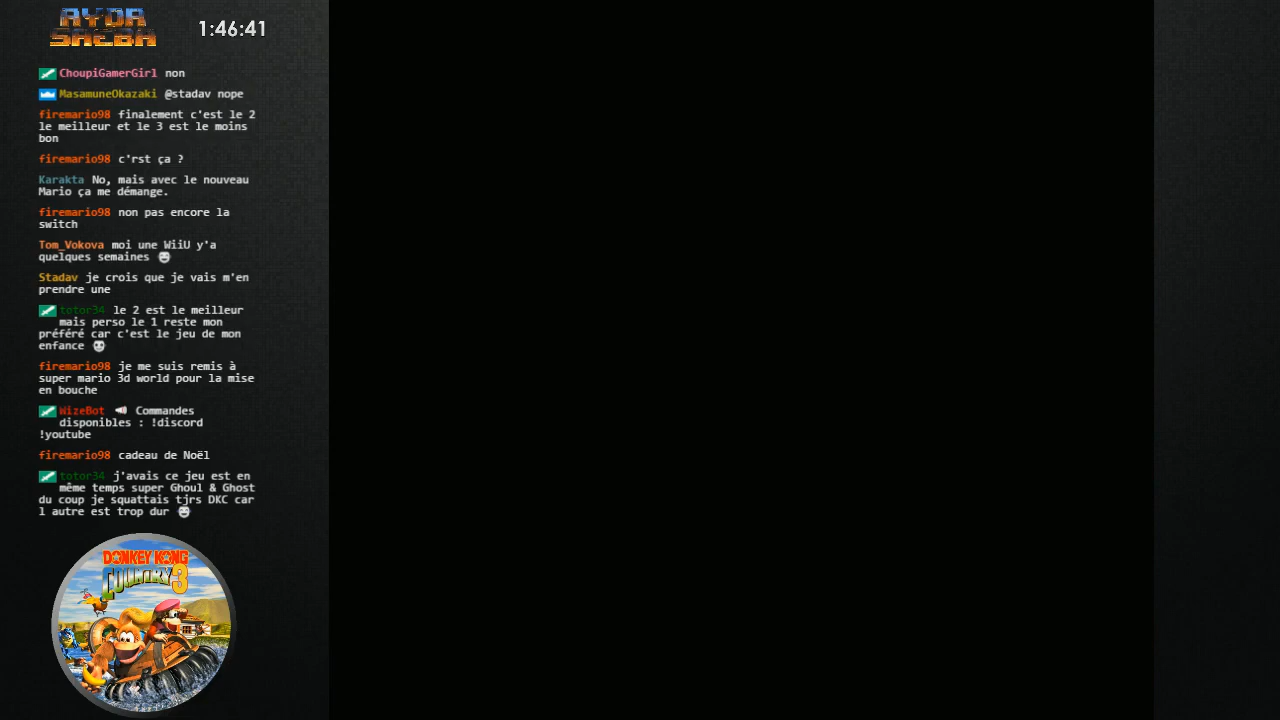 RYDA
SAEBA
1:46:41
ChoupiGamerGirl non
MasamuneOkazaki @stadav nope
firemario98 finalement c'est le 2
le meilleur et le 3 est le moins
bon
firemario98 c'rst ça ?
Karakta No, mais avec le nouveau
Mario ça me démange.
firemario98 non pas encore la
switch
Tom_Vokova moi une WiiU y'a
quelques semaines
Stadav je crois que je vais m'en
prendre une
totor34 le 2 est le meilleur
mais perso le 1 reste mon
préféré car c'est le jeu de mon
enfance
firemario98 je me suis remis à
super mario 3d world pour la mise
en bouche
WizeBot Commandes
disponibles : !discord
!youtube
firemario98 cadeau de Noël
totor34 j'avais ce jeu est en
même temps super Ghoul & Ghost
du coup je squattais tjrs DKC car
l autre est trop dur
DONKEY KONG
COUNTRY 3